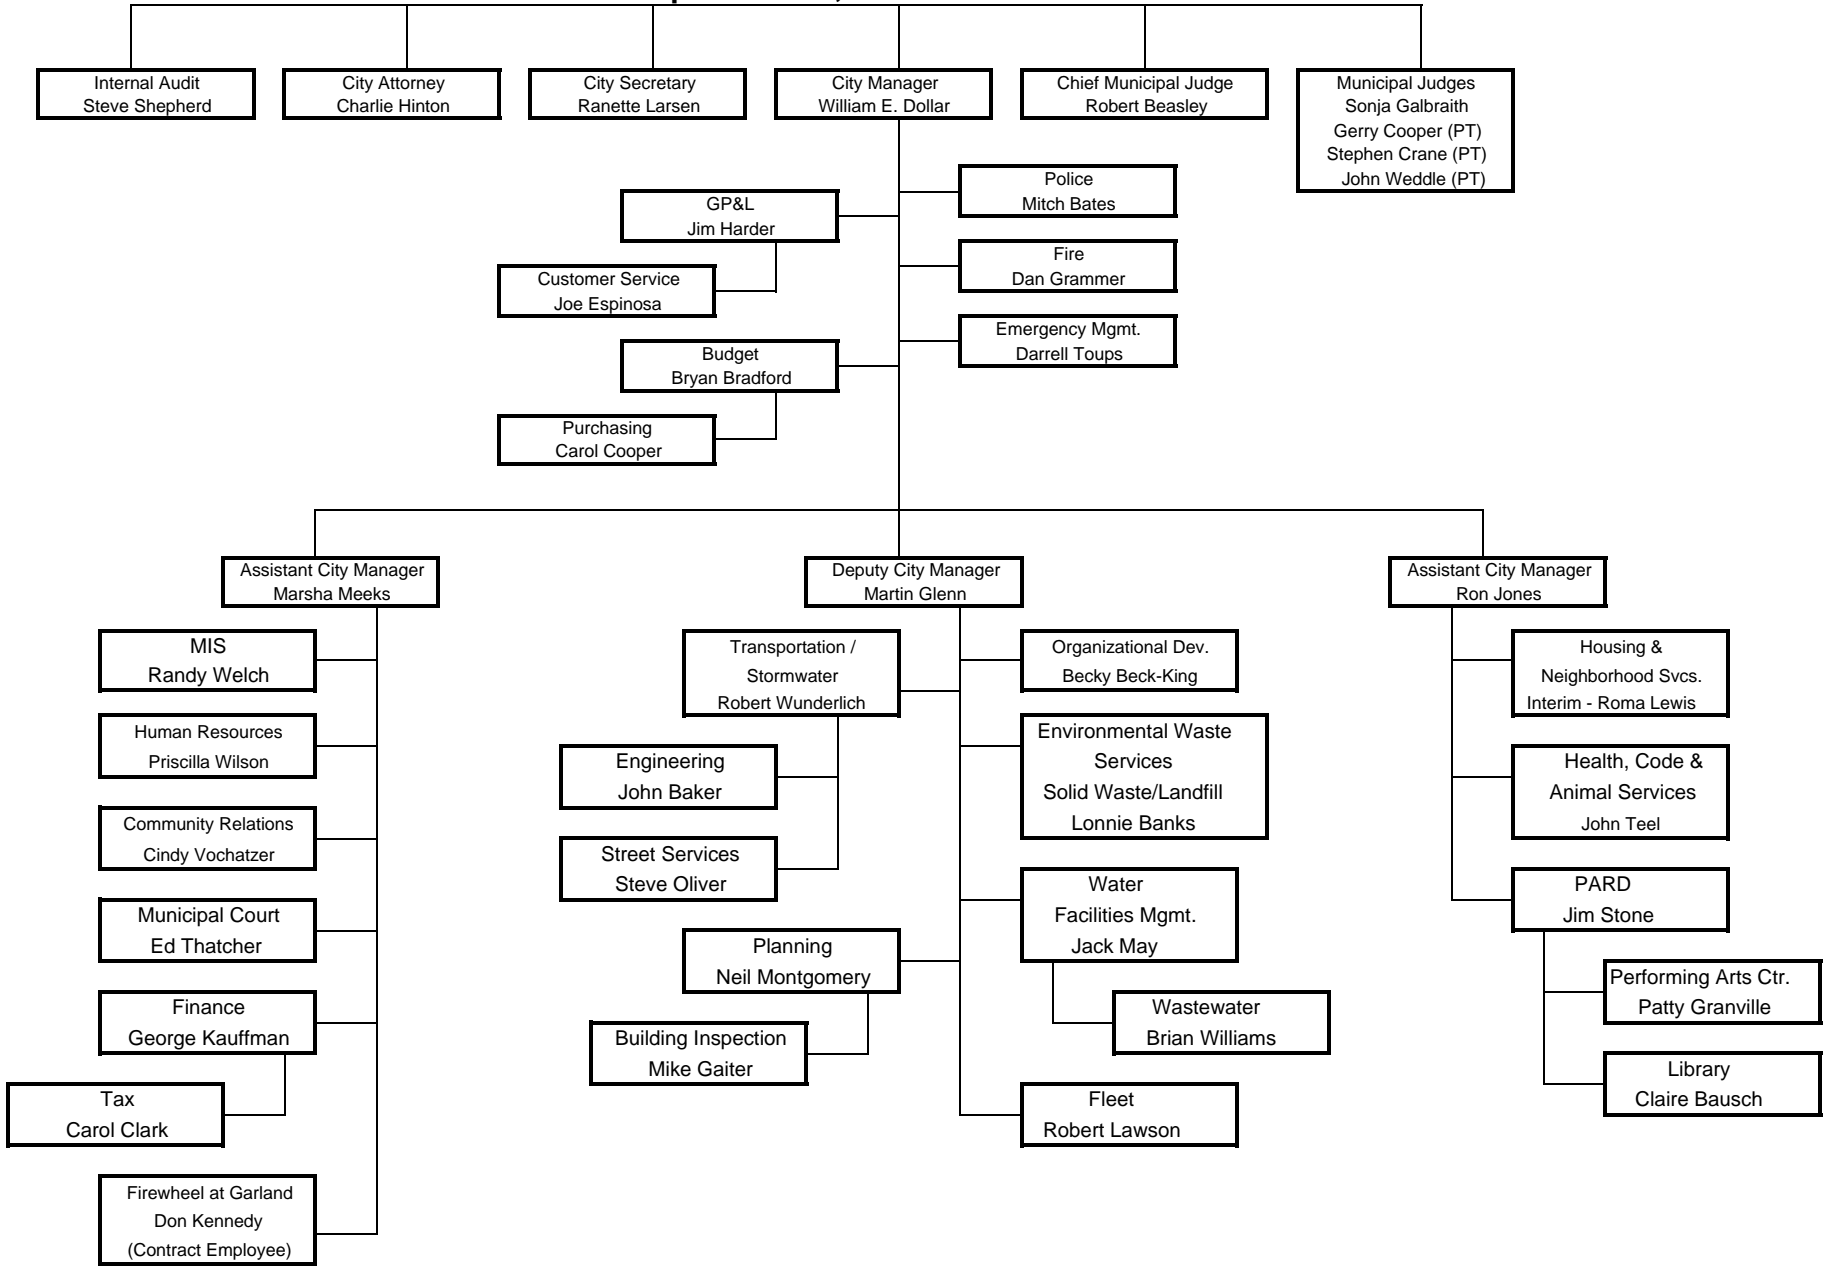 Internal Audit
Steve Shepherd
City Attorney
Charlie Hinton
City Secretary
Ranette Larsen
City Manager
William E. Dollar
Chief Municipal Judge
Robert Beasley
Municipal Judges
Sonja Galbraith
Gerry Cooper (PT)
Stephen Crane (PT)
John Weddle (PT)
Police
Mitch Bates
GP&L
Jim Harder
Fire
Dan Grammer
Customer Service
Joe Espinosa
Emergency Mgmt.
Darrell Toups
Budget
Bryan Bradford
Purchasing
Carol Cooper
Assistant City Manager
Marsha Meeks
Deputy City Manager
Martin Glenn
Assistant City Manager
Ron Jones
MIS
Randy Welch
Human Resources
Priscilla Wilson
Community Relations
Cindy Vochatzer
Municipal Court
Ed Thatcher
Finance
George Kauffman
Tax
Carol Clark
Firewheel at Garland
Don Kennedy
(Contract Employee)
Transportation /
Stormwater
Robert Wunderlich
Engineering
John Baker
Street Services
Steve Oliver
Planning
Neil Montgomery
Building Inspection
Mike Gaiter
Organizational Dev.
Becky Beck-King
Environmental Waste
Services
Solid Waste/Landfill
Lonnie Banks
Water
Facilities Mgmt.
Jack May
Wastewater
Brian Williams
Fleet
Robert Lawson
Housing &
Neighborhood Svcs.
Interim - Roma Lewis
Health, Code &
Animal Services
John Teel
PARD
Jim Stone
Performing Arts Ctr.
Patty Granville
Library
Claire Bausch